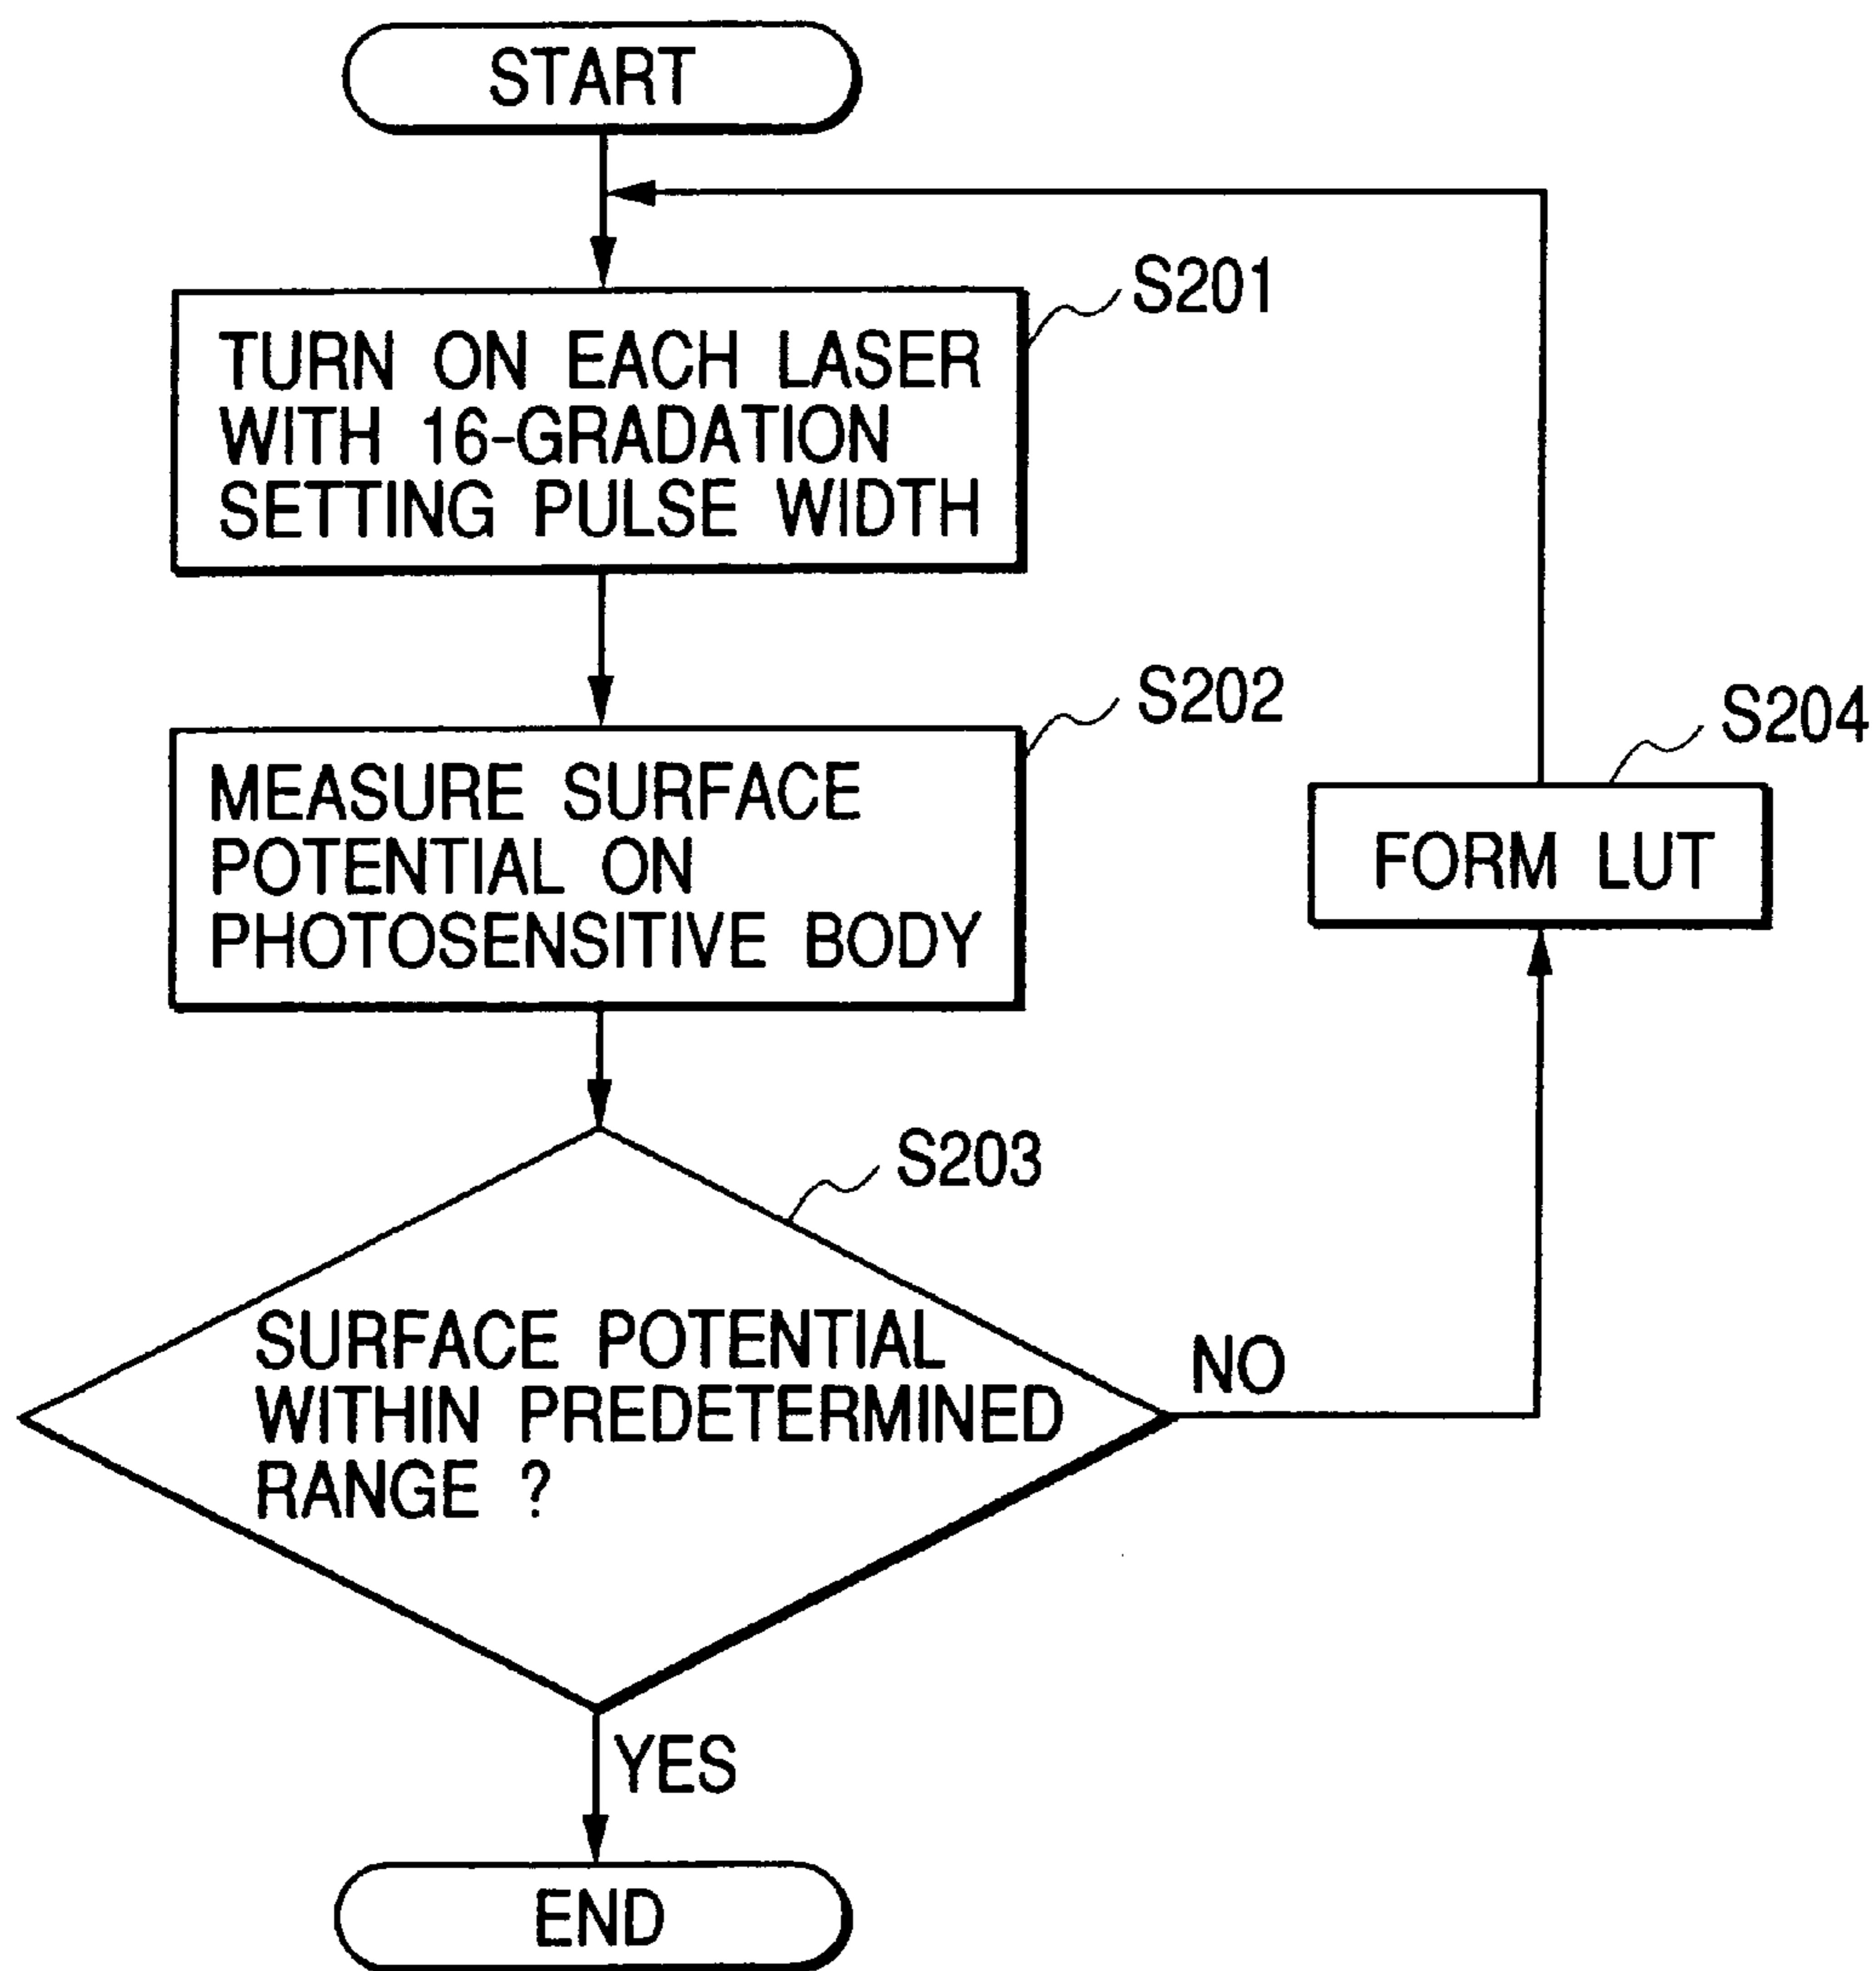 START
S201
TURN ON EACH LASER
WITH 16-GRADATION
SETTING PULSE WIDTH
S202
MEASURE SURFACE
POTENTIAL ON
PHOTOSENSITIVE BODY
S204
FORM LUT
S203
SURFACE POTENTIAL
WITHIN PREDETERMINED
RANGE ?
NO
YES
END